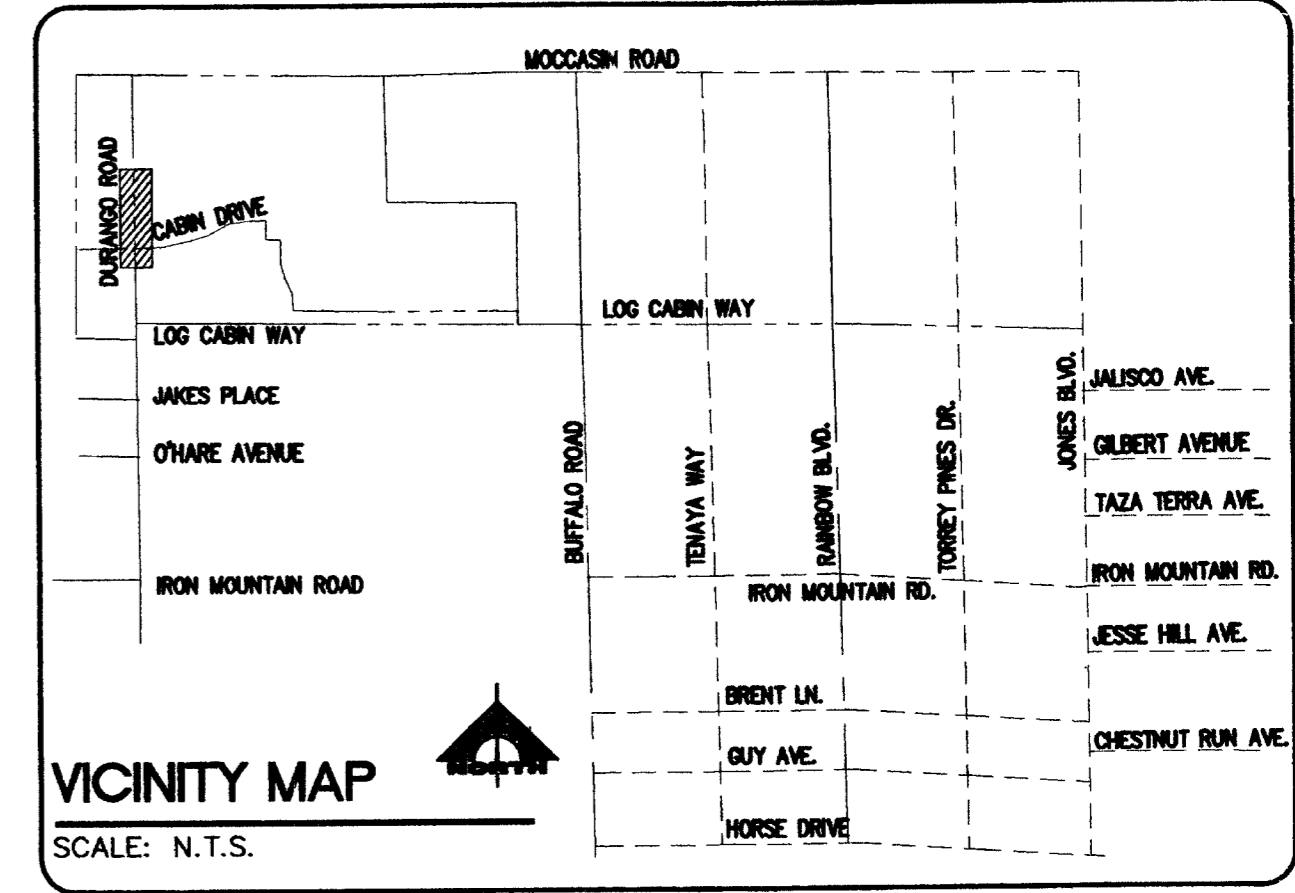 MOCCASIN ROAD
DURANGO ROAD
CABIN DRIVE
LOG CABIN WAY
LOG CABIN WAY
JAKES PLACE
O'HARE AVENUE
IRON MOUNTAIN ROAD
BUFFALO ROAD
TENAYA WAY
RAINBOW BLVD.
TORREY PINES DR.
JONES BLVD.
JALISCO AVE.
GILBERT AVENUE
TAZA TERRA AVE.
IRON MOUNTAIN RD.
IRON MOUNTAIN RD.
JESSE HILL AVE.
BRENT LN.
CHESTNUT RUN AVE.
GUY AVE.
HORSE DRIVE
NORTH
VICINITY MAP
SCALE: N.T.S.